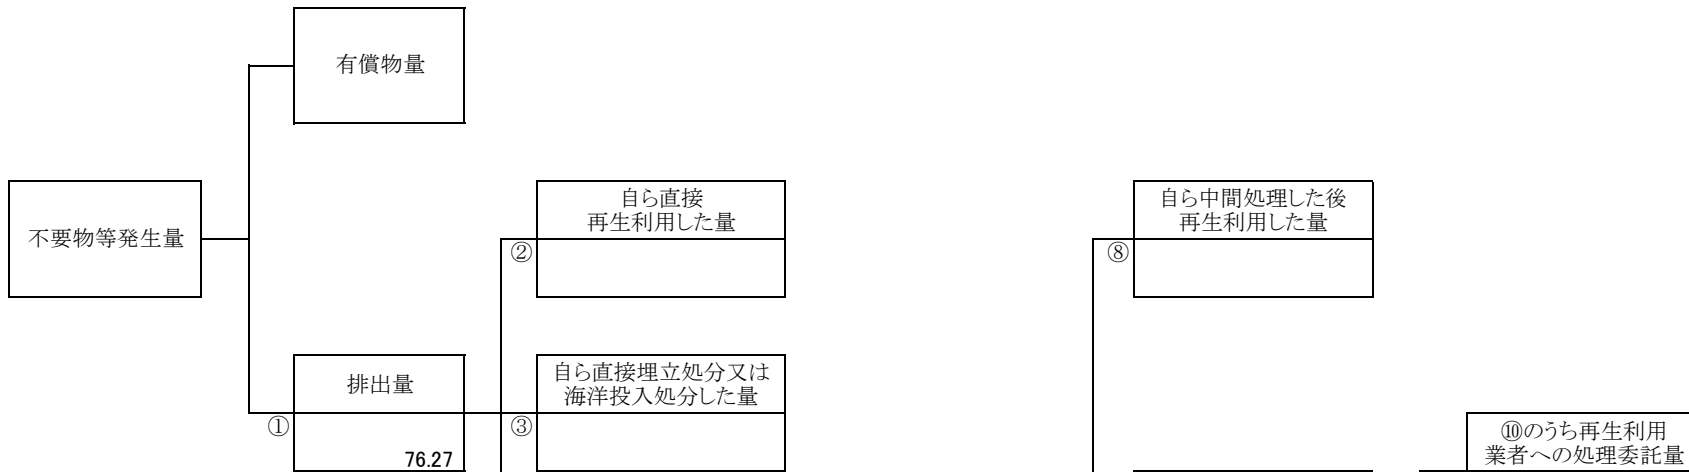 有償物量
自ら直接
再生利用した量
自ら中間処理した後
再生利用した量
不要物等発生量
②
⑧
排出量
自ら直接埋立処分又は
海洋投入処分した量
①
③
76.27
⑩のうち再生利用
業者への処理委託量